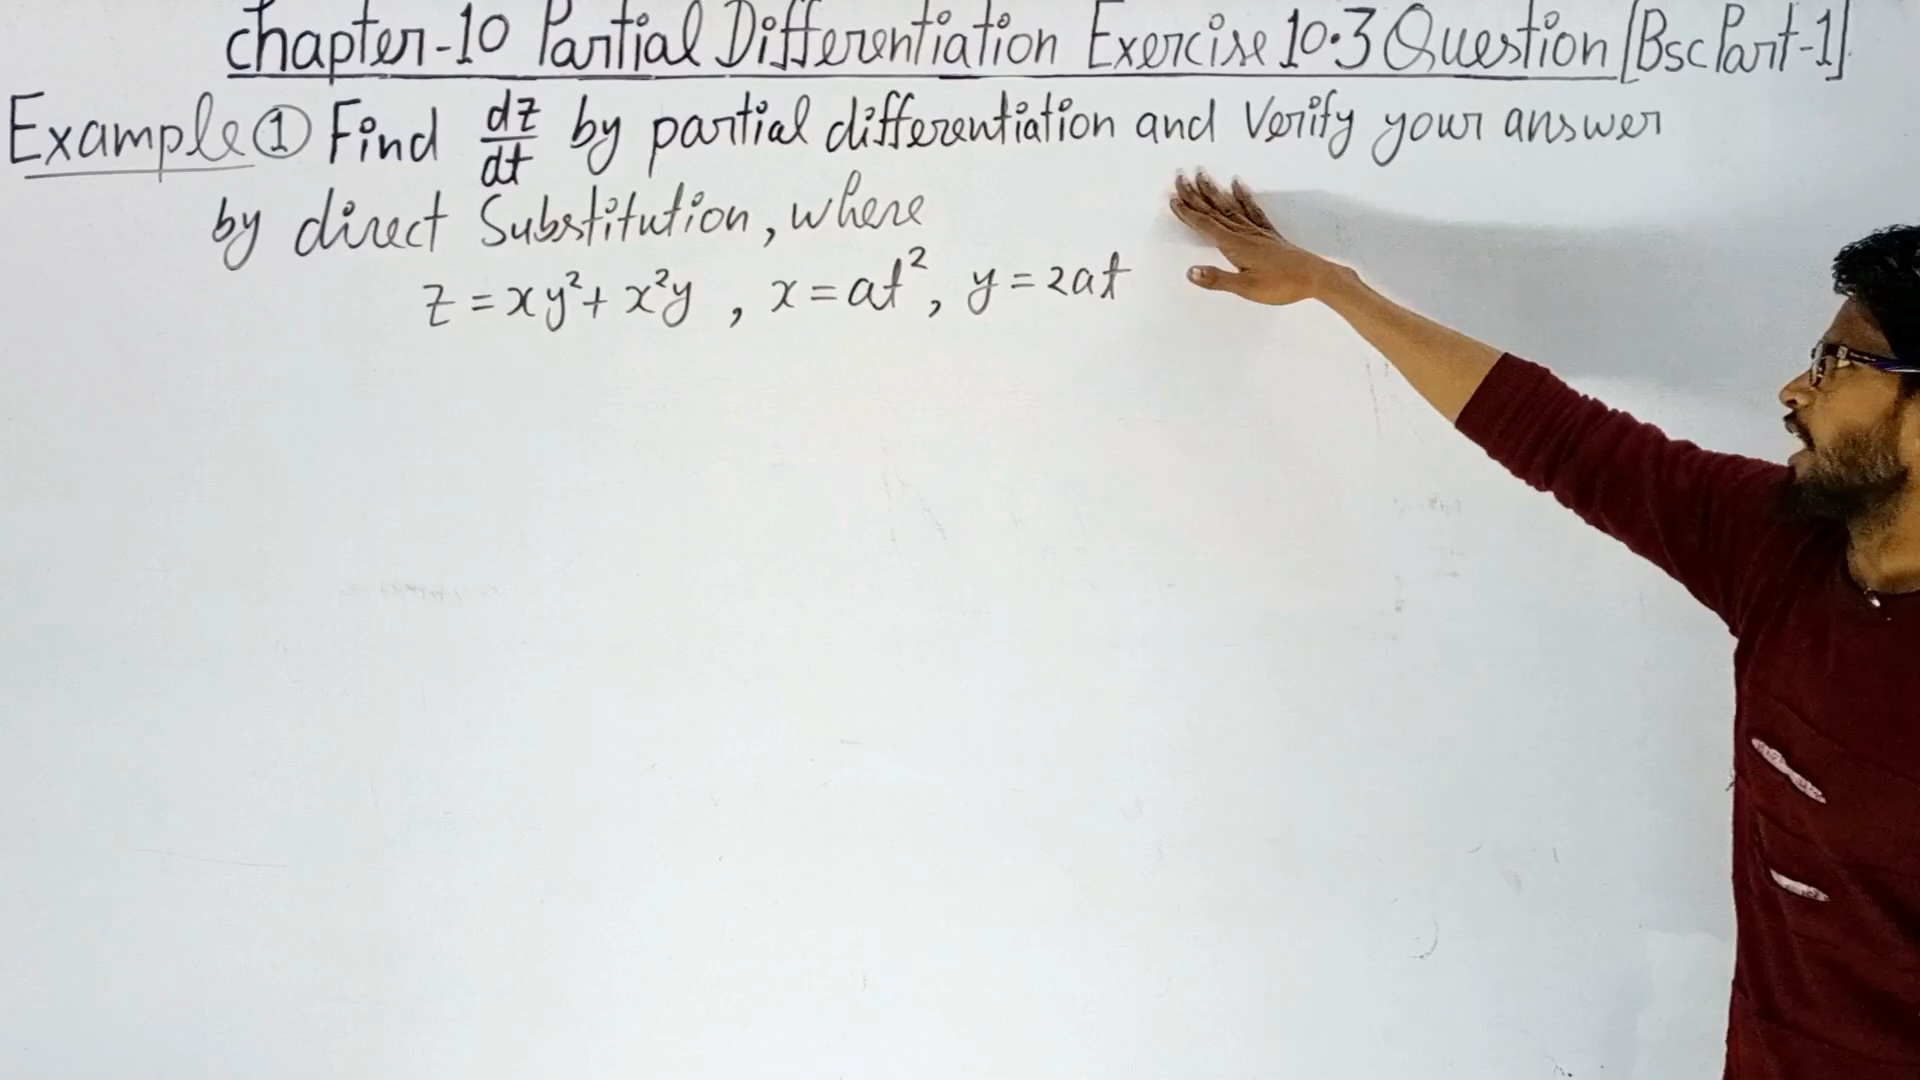 Chapter-10 Partial Differentiation Exercise 10.3 Question [Bsc Part-1]
Example ① Find dz/dt by partial differentiation and Verify your answer
by direct Substitution, where
z = xy² + x²y , x = at², y = 2at